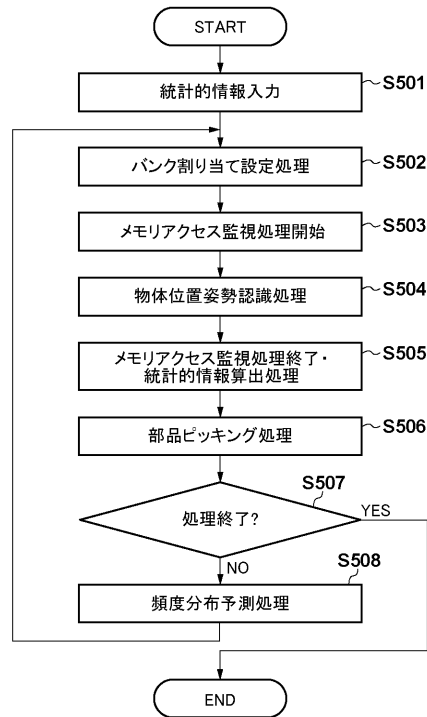 START
統計的情報入力
S501
バンク割り当て設定処理
S502
メモリアクセス監視処理開始
S503
物体位置姿勢認識処理
S504
メモリアクセス監視処理終了・
統計的情報算出処理
S505
部品ピッキング処理
S506
処理終了?
S507
YES
NO
頻度分布予測処理
S508
END